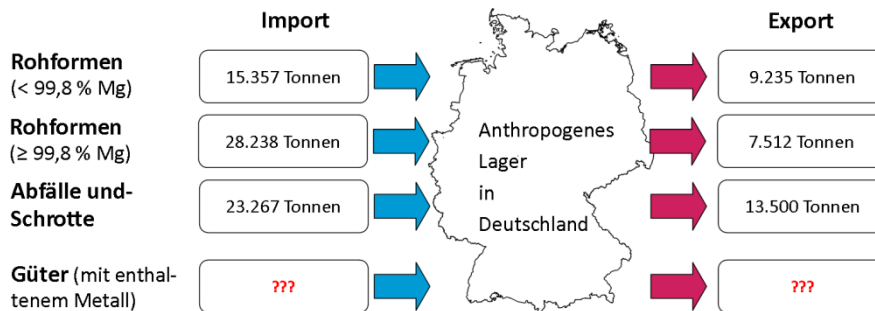 Import
Export
Rohformen
(< 99,8 % Mg)
15.357 Tonnen
9.235 Tonnen
Rohformen
(≥ 99,8 % Mg)
28.238 Tonnen
7.512 Tonnen
Anthropogenes
Lager
in
Deutschland
Abfälle und-
Schrotte
23.267 Tonnen
13.500 Tonnen
Güter (mit enthal-
tenem Metall)
???
???